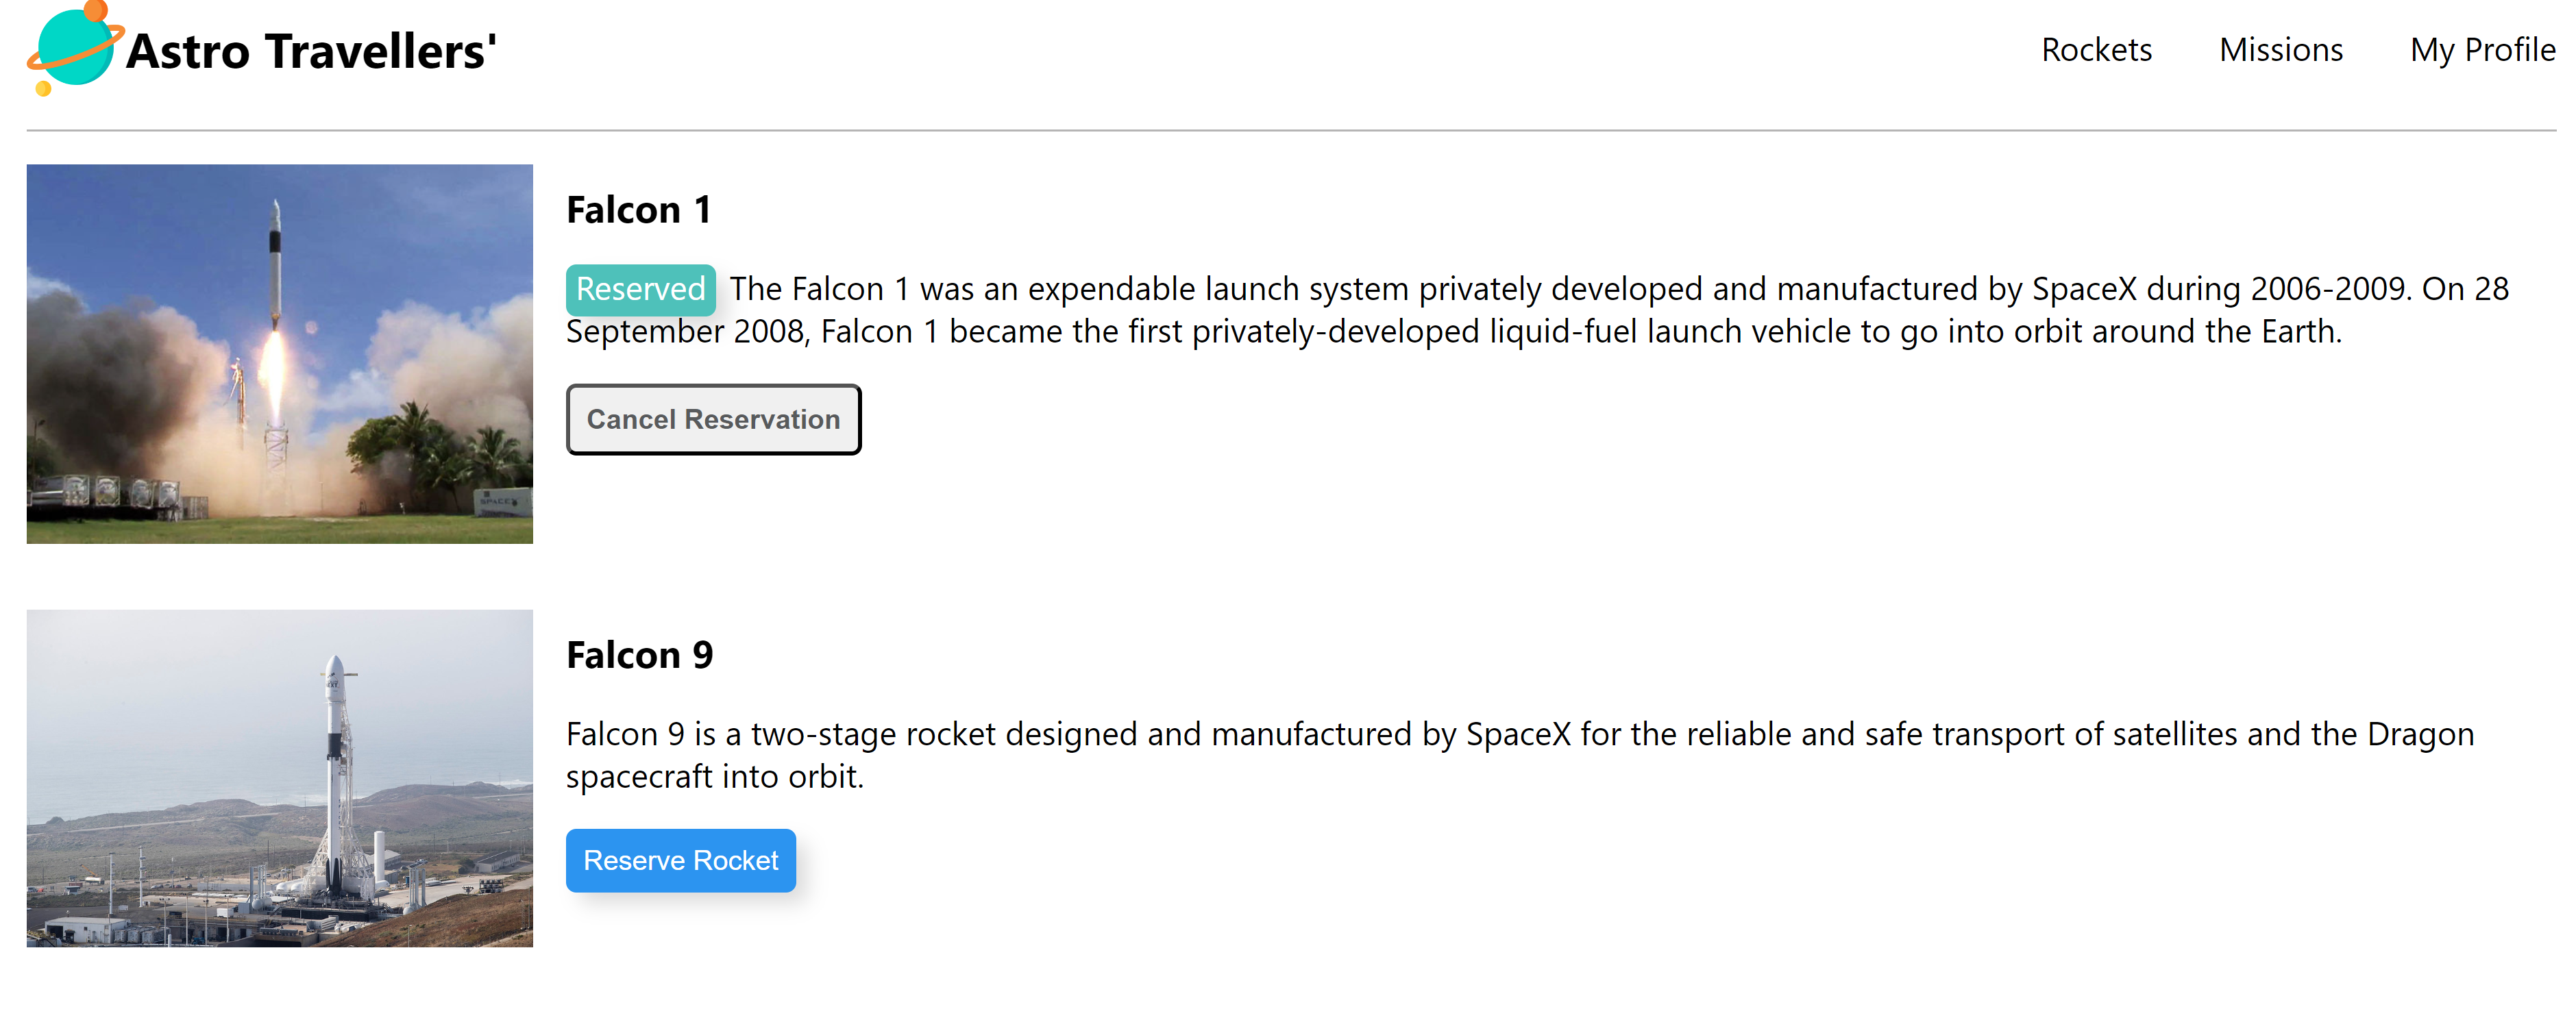 Astro Travellers'
Rockets
Missions
My Profile
Falcon 1
Reserved The Falcon 1 was an expendable launch system privately developed and manufactured by SpaceX during 2006-2009. On 28
September 2008, Falcon 1 became the first privately-developed liquid-fuel launch vehicle to go into orbit around the Earth.
Cancel Reservation
SPACEX
Falcon 9
Falcon 9 is a two-stage rocket designed and manufactured by SpaceX for the reliable and safe transport of satellites and the Dragon
spacecraft into orbit.
Reserve Rocket